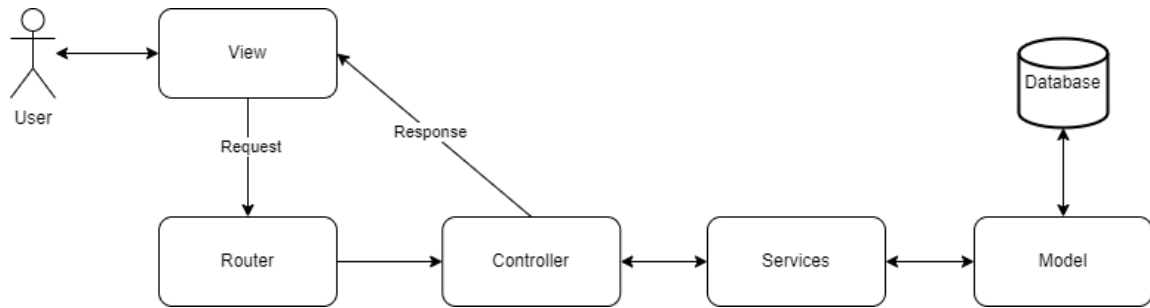 View
Database
User
Response
Request
Router
Controller
Services
Model